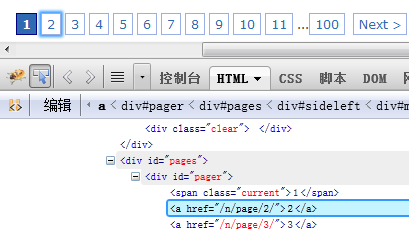 1 2 3 4 5 6 7 8 9 10 11 ...100 Next >
控制台 HTML CSS 脚本 DOM
编辑 a < div#pager < div#pages < div#sideleft < div#m
<div class="clear"> </div>
</div>
<div id="pages">
<div id="pager">
<span class="current">1</span>
<a href="/n/page/2/">2</a>
<a href="/n/page/3/">3</a>